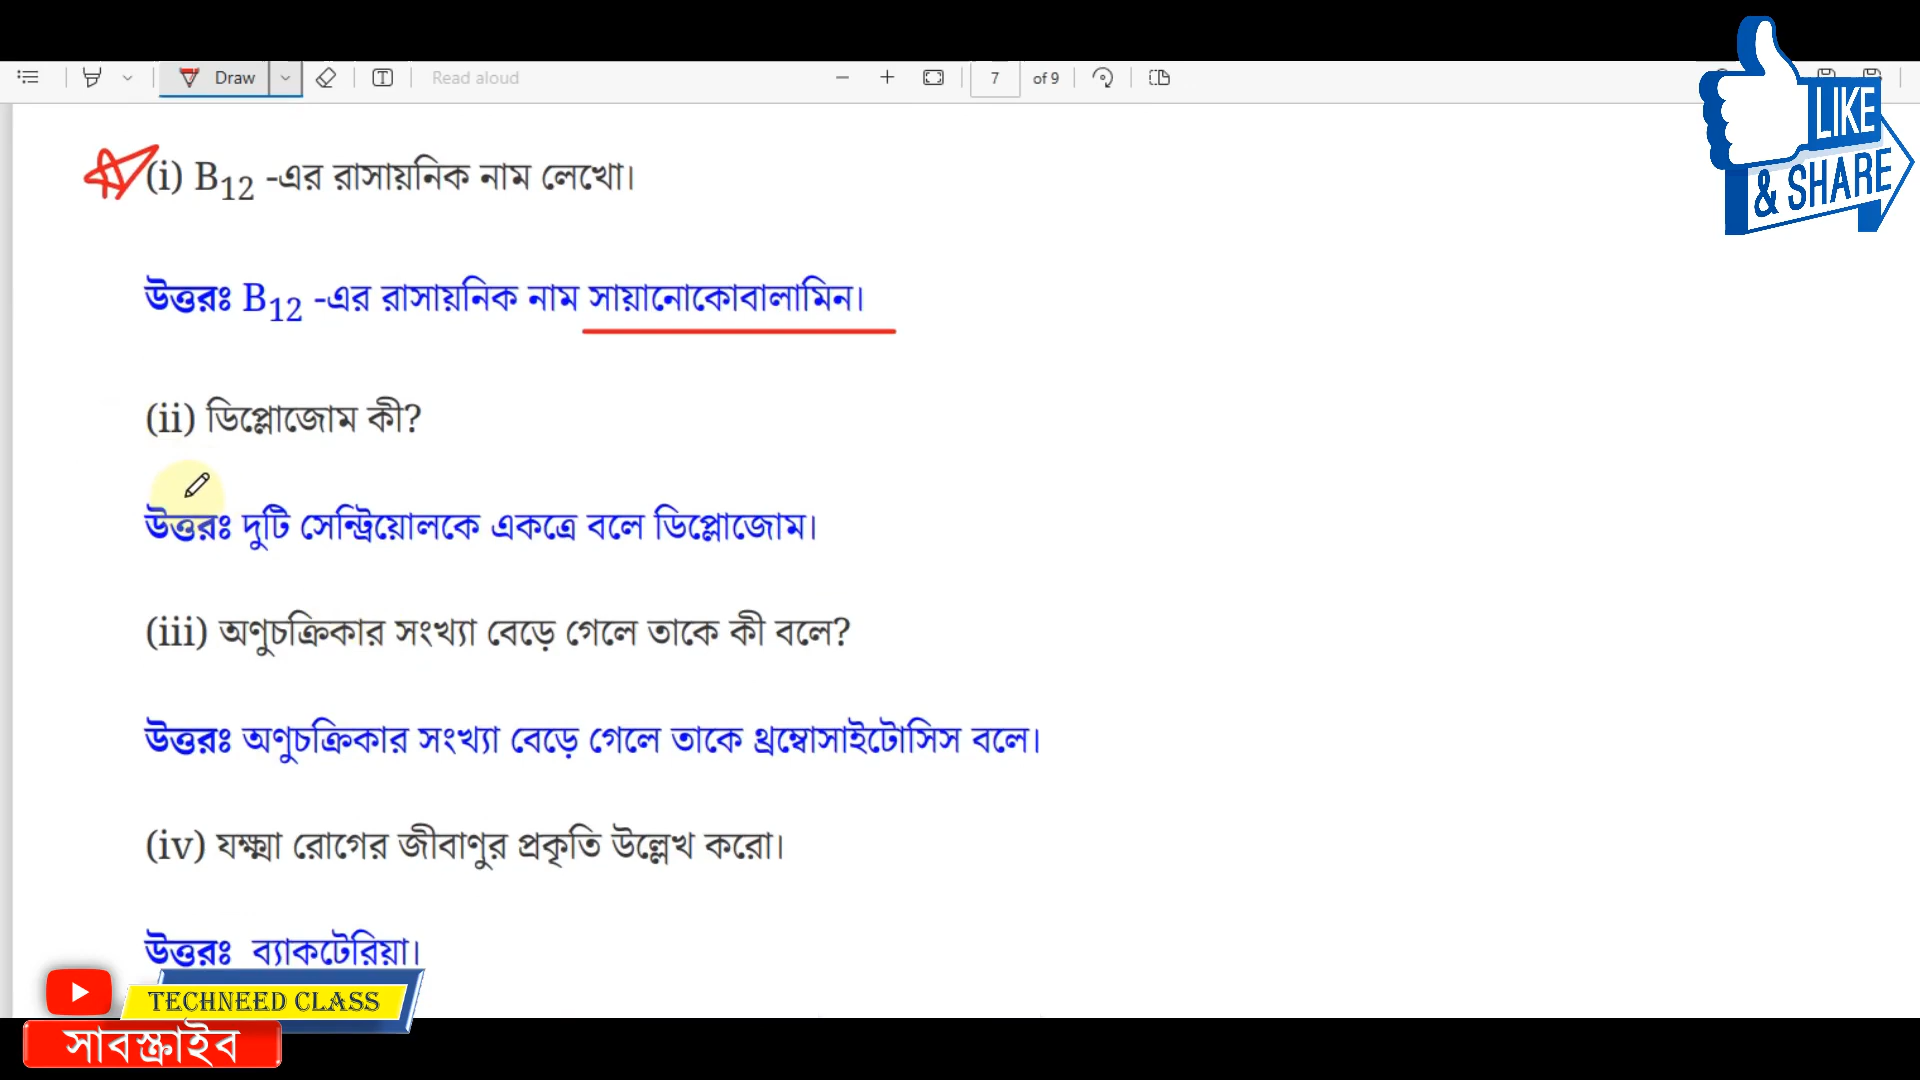 Draw
Read aloud
7
of 9
LIKE
& SHARE
(i) B12 -এর রাসায়নিক নাম লেখো।
উত্তরঃ B12 -এর রাসায়নিক নাম সায়ানোকোবালামিন।
(ii) ডিপ্লোজোম কী?
উত্তরঃ দুটি সেন্ট্রিয়োলকে একত্রে বলে ডিপ্লোজোম।
(iii) অণুচক্রিকার সংখ্যা বেড়ে গেলে তাকে কী বলে?
উত্তরঃ অণুচক্রিকার সংখ্যা বেড়ে গেলে তাকে থ্রম্বোসাইটোসিস বলে।
(iv) যক্ষ্মা রোগের জীবাণুর প্রকৃতি উল্লেখ করো।
উত্তরঃ ব্যাকটেরিয়া।
TECHNEED CLASS
সাবস্ক্রাইব